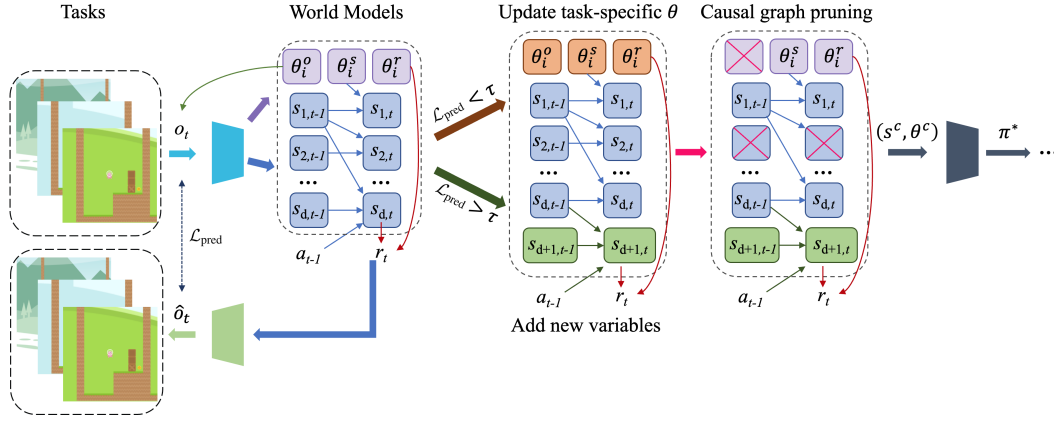 Tasks
World Models
Update task-specific θ
Causal graph pruning
θ_i^o θ_i^s θ_i^r
s_{1,t-1} s_{1,t}
s_{2,t-1} s_{2,t}
... ...
s_{d,t-1} s_{d,t}
a_{t-1} r_t
o_t
ℒ_pred
ô_t
ℒ_pred < τ
ℒ_pred > τ
θ_i^o θ_i^s θ_i^r
s_{1,t-1} s_{1,t}
s_{2,t-1} s_{2,t}
... ...
s_{d,t-1} s_{d,t}
s_{d+1,t-1} s_{d+1,t}
a_{t-1} r_t
Add new variables
θ_i^s θ_i^r
s_{1,t-1} s_{1,t}
... ...
s_{d,t-1} s_{d,t}
s_{d+1,t-1} s_{d+1,t}
a_{t-1} r_t
(s^c, θ^c)
π* ...